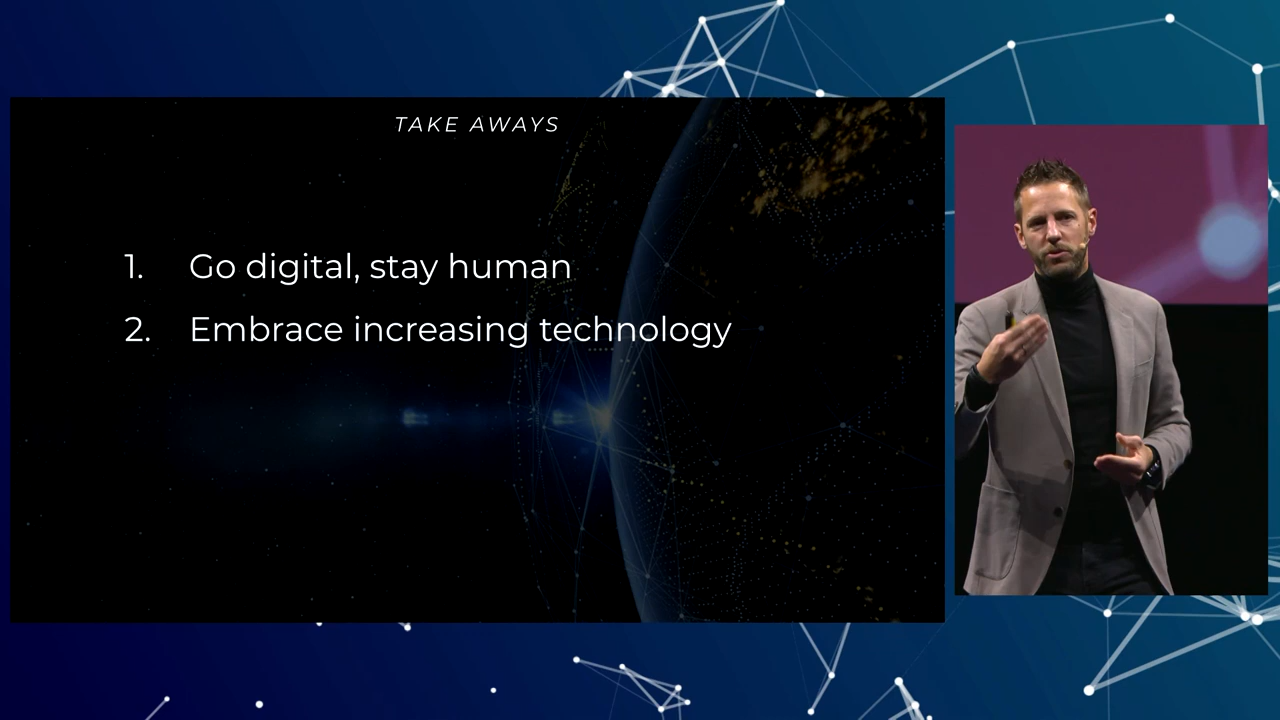 TAKE AWAYS
1. Go digital, stay human
2. Embrace increasing technology